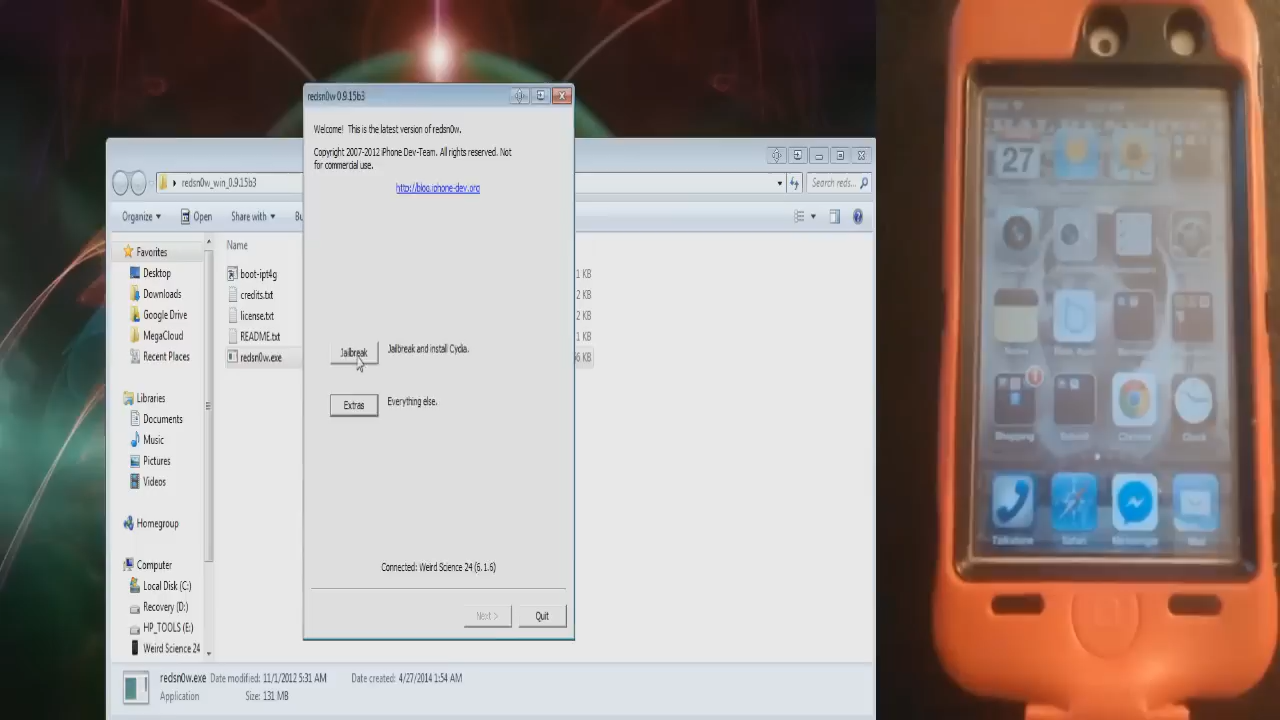 redsn0w 0.9.15b3
Welcome! This is the latest version of redsn0w.
Copyright 2007-2012 iPhone Dev-Team. All rights reserved. Not
for commercial use.
http://blog.iphone-dev.org
Jailbreak
Jailbreak and install Cydia.
Extras
Everything else.
Connected: Weird Science 24 (6.1.6)
Next >
Quit
redsn0w_win_0.9.15b3
Search reds...
Organize
Open
Share with
Bu
Favorites
Desktop
Downloads
Google Drive
MegaCloud
Recent Places
Libraries
Documents
Music
Pictures
Videos
Homegroup
Computer
Local Disk (C:)
Recovery (D:)
HP_TOOLS (E:)
Weird Science 24
Name
boot-ipt4g
1 KB
credits.txt
2 KB
license.txt
2 KB
README.txt
1 KB
redsn0w.exe
KB
redsn0w.exe
Date modified: 11/1/2012 5:31 AM
Date created: 4/27/2014 1:54 AM
Application
Size: 131 MB
27
1
Shopping
Chrome
Clock
Safari
Messenger
Mail